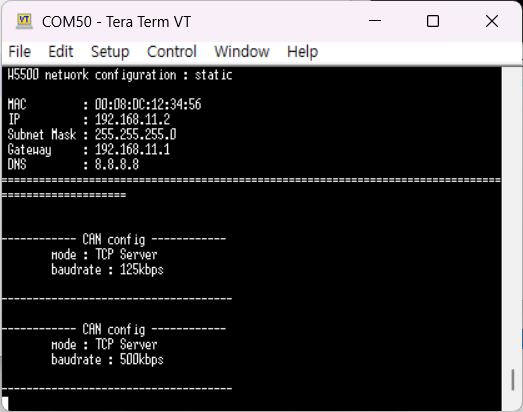 COM50 - Tera Term VT
File Edit Setup Control Window Help
W5500 network configuration : static
MAC : 00:08:DC:12:34:56
IP : 192.168.11.2
Subnet Mask : 255.255.255.0
Gateway : 192.168.11.1
DNS : 8.8.8.8
================================================================================
====================
------------ CAN config ------------
mode : TCP Server
baudrate : 125kbps
-------------------------------------
------------ CAN config ------------
mode : TCP Server
baudrate : 500kbps
-------------------------------------